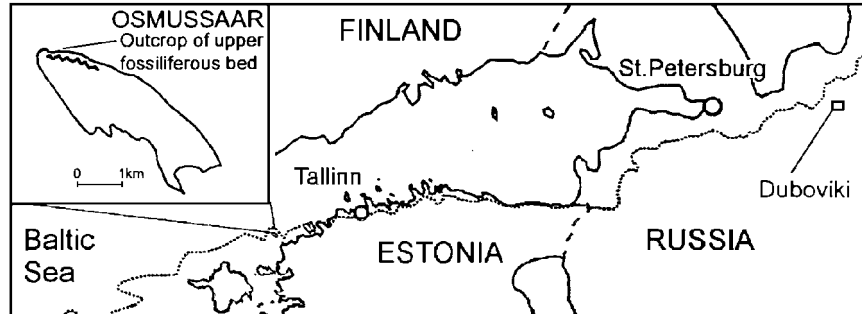 OSMUSSAAR
Outcrop of upper
fossiliferous bed
0 1km
FINLAND
St.Petersburg
Tallinn
Duboviki
Baltic
Sea
ESTONIA
RUSSIA